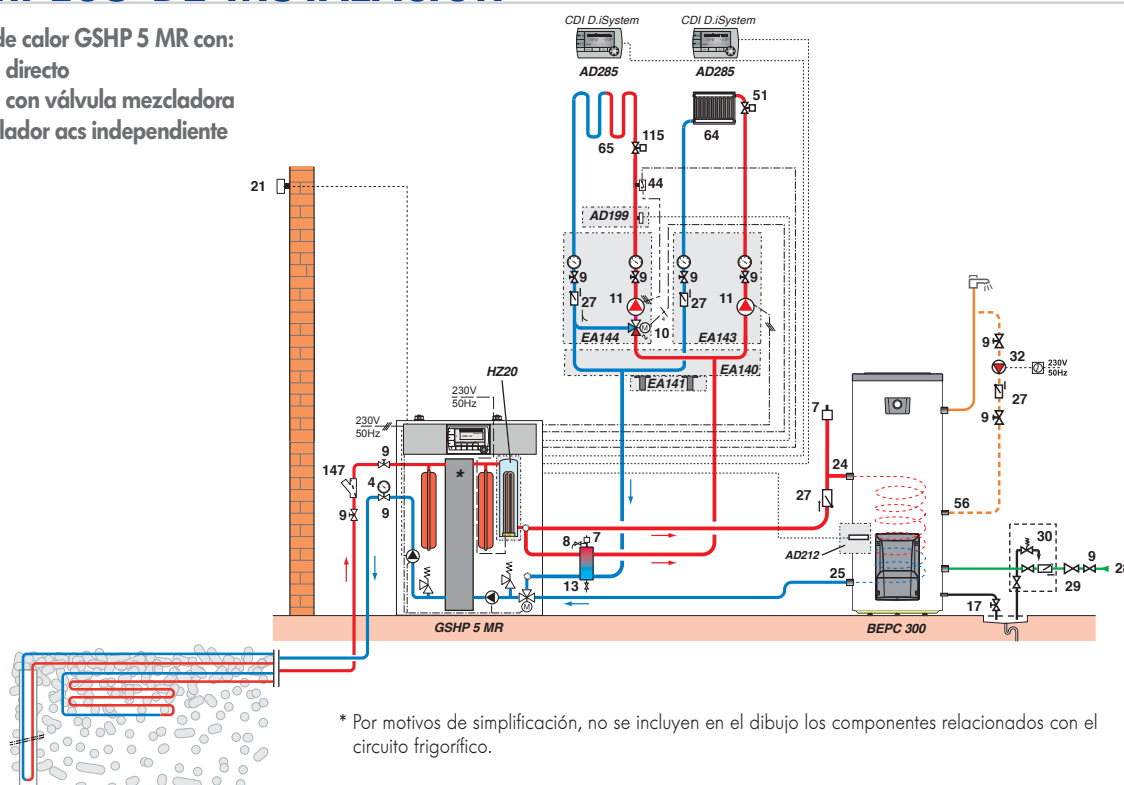 de calor GSHP 5 MR con:
directo
con válvula mezcladora
lador acs independiente
CDI D.iSystem
CDI D.iSystem
AD285
AD285
51
64
65
115
21
44
AD199
9
9
9
9
27
11
27
11
10
EA144
EA143
EA140
EA141
HZ20
230V
50Hz
230V
50Hz
9
147
4
9
9
*
M
M
8
7
13
GSHP 5 MR
7
24
27
AD212
25
BEPC 300
56
9
32
230V
50Hz
27
9
30
9
28
29
17
* Por motivos de simplificación, no se incluyen en el dibujo los componentes relacionados con el
circuito frigorífico.